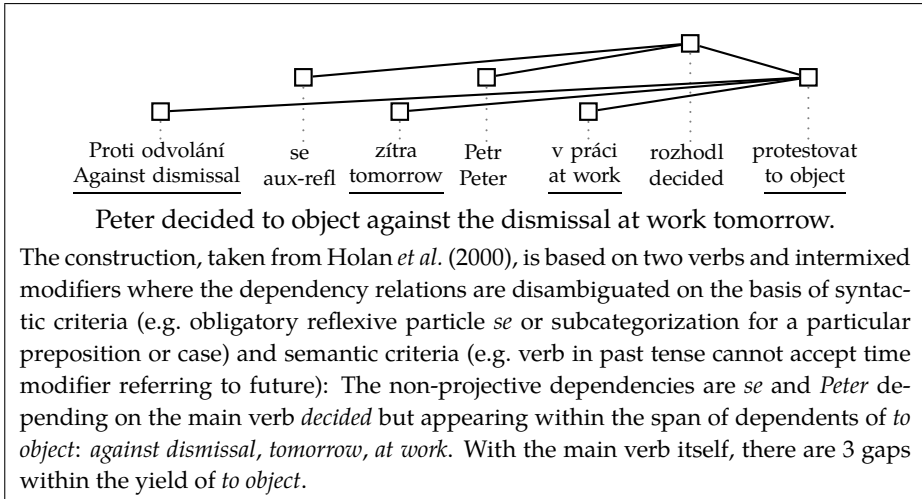 Proti odvolání se zítra Petr v práci rozhodl protestovat
Against dismissal aux-refl tomorrow Peter at work decided to object
Peter decided to object against the dismissal at work tomorrow.
The construction, taken from Holan et al. (2000), is based on two verbs and intermixed
modifiers where the dependency relations are disambiguated on the basis of syntac-
tic criteria (e.g. obligatory reflexive particle se or subcategorization for a particular
preposition or case) and semantic criteria (e.g. verb in past tense cannot accept time
modifier referring to future): The non-projective dependencies are se and Peter de-
pending on the main verb decided but appearing within the span of dependents of to
object: against dismissal, tomorrow, at work. With the main verb itself, there are 3 gaps
within the yield of to object.